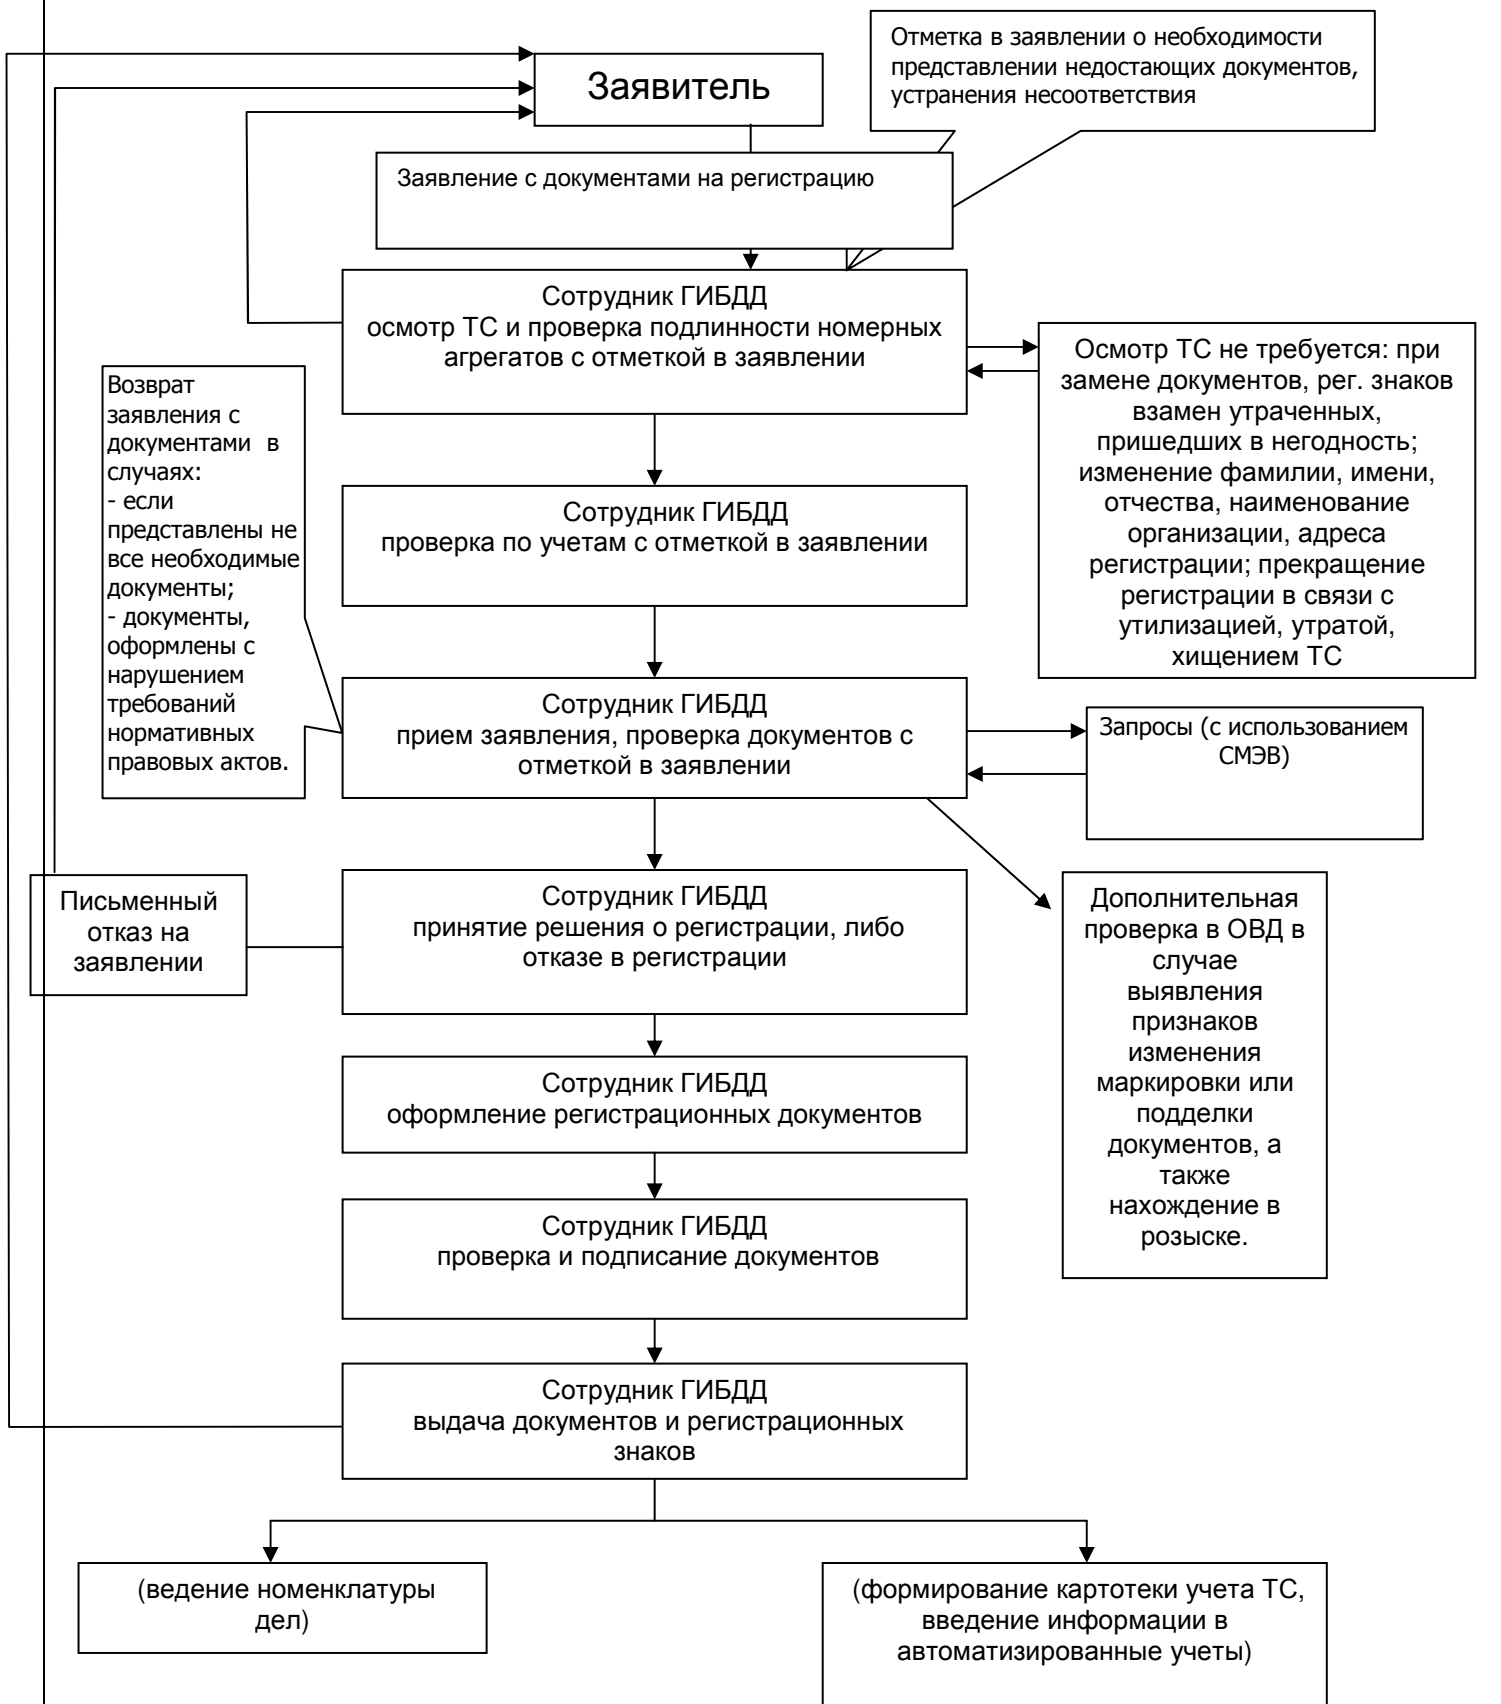 Отметка в заявлении о необходимости
представлении недостающих документов,
устранения несоответствия
Заявитель
Заявление с документами на регистрацию
Сотрудник ГИБДД
осмотр ТС и проверка подлинности номерных
агрегатов с отметкой в заявлении
Осмотр ТС не требуется: при
замене документов, рег. знаков
взамен утраченных,
пришедших в негодность;
изменение фамилии, имени,
отчества, наименование
организации, адреса
регистрации; прекращение
регистрации в связи с
утилизацией, утратой,
хищением ТС
Возврат
заявления с
документами в
случаях:
- если
представлены не
все необходимые
документы;
- документы,
оформлены с
нарушением
требований
нормативных
правовых актов.
Сотрудник ГИБДД
проверка по учетам с отметкой в заявлении
Сотрудник ГИБДД
прием заявления, проверка документов с
отметкой в заявлении
Запросы (с использованием
СМЭВ)
Письменный
отказ на
заявлении
Сотрудник ГИБДД
принятие решения о регистрации, либо
отказе в регистрации
Дополнительная
проверка в ОВД в
случае
выявления
признаков
изменения
маркировки или
подделки
документов, а
также
нахождение в
розыске.
Сотрудник ГИБДД
оформление регистрационных документов
Сотрудник ГИБДД
проверка и подписание документов
Сотрудник ГИБДД
выдача документов и регистрационных
знаков
(ведение номенклатуры
дел)
(формирование картотеки учета ТС,
введение информации в
автоматизированные учеты)